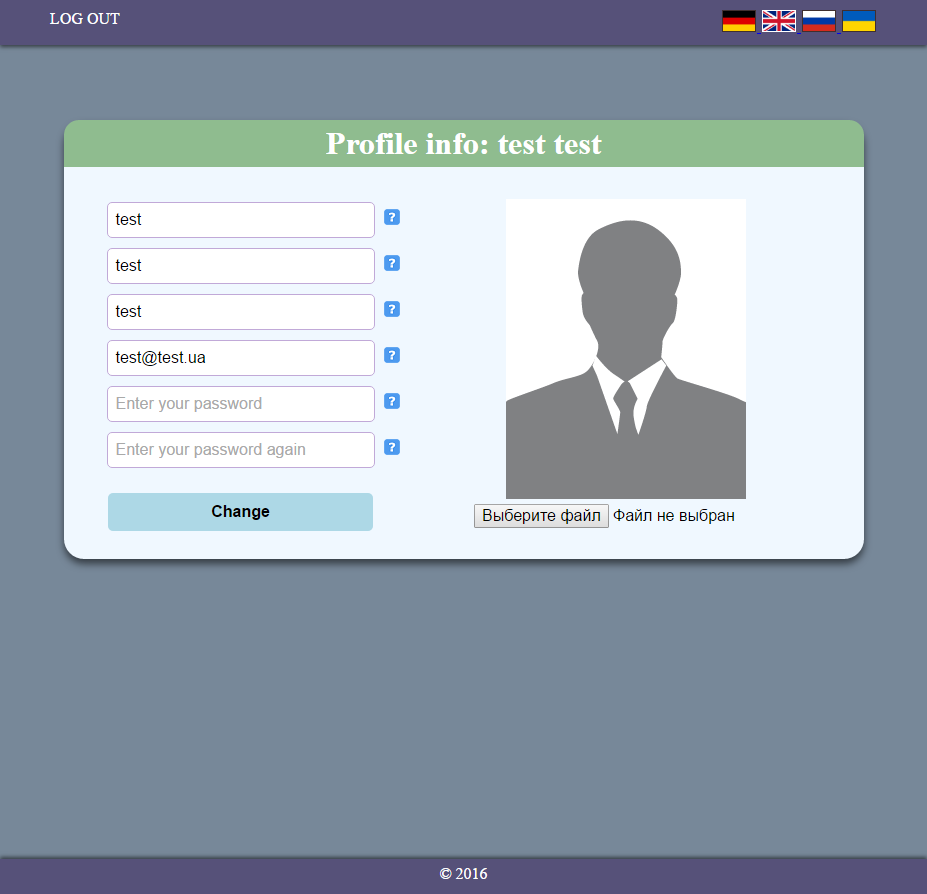 LOG OUT
Profile info: test test
test
?
test
?
test
?
test@test.ua
?
Enter your password
?
Enter your password again
?
Change
Выберите файл Файл не выбран
© 2016